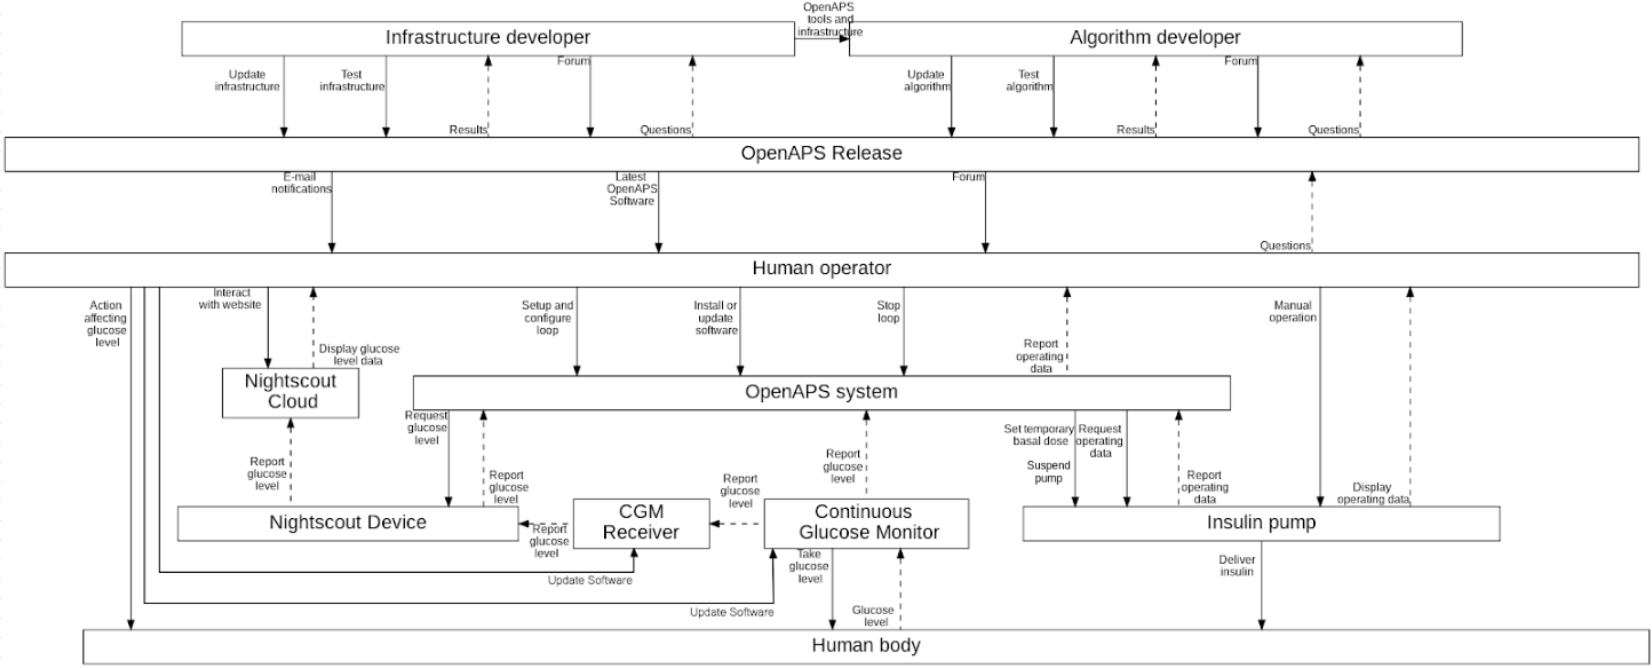 OpenAPS
tools and
infrastructure
Infrastructure developer
Algorithm developer
Update
infrastructure
Test
infrastructure
Results
Forum
Questions
Update
algorithm
Test
algorithm
Results
Forum
Questions
OpenAPS Release
E-mail
notifications
Latest
OpenAPS
Software
Forum
Questions
Human operator
Action
affecting
glucose
level
Interact
with website
Display glucose
level data
Setup and
configure
loop
Install or
update
software
Stop
loop
Report
operating
data
Manual
operation
Nightscout
Cloud
OpenAPS system
Report
glucose
level
Request
glucose
level
Report
glucose
level
Report
glucose
level
Report
glucose
level
Set temporary
basal dose
Suspend
pump
Request
operating
data
Report
operating
data
Display
operating data
Nightscout Device
Report
glucose
level
CGM
Receiver
Continuous
Glucose Monitor
Insulin pump
Update Software
Update Software
Take
glucose
level
Glucose
level
Deliver
insulin
Human body